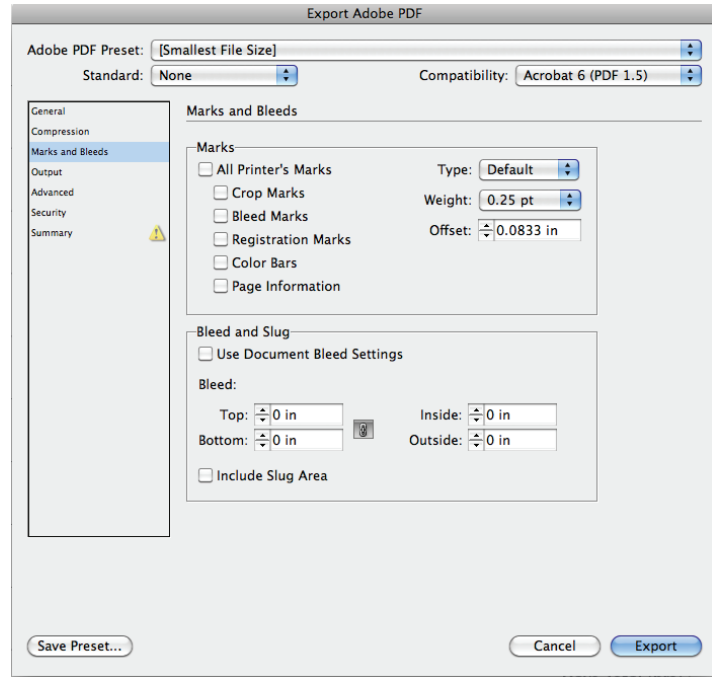 Export Adobe PDF
Adobe PDF Preset: [Smallest File Size]
Standard: None Compatibility: Acrobat 6 (PDF 1.5)
General
Compression
Marks and Bleeds
Output
Advanced
Security
Summary
Marks and Bleeds
Marks
All Printer's Marks
Crop Marks
Bleed Marks
Registration Marks
Color Bars
Page Information
Type: Default
Weight: 0.25 pt
Offset: 0.0833 in
Bleed and Slug
Use Document Bleed Settings
Bleed:
Top: 0 in Inside: 0 in
Bottom: 0 in Outside: 0 in
Include Slug Area
Save Preset... Cancel Export